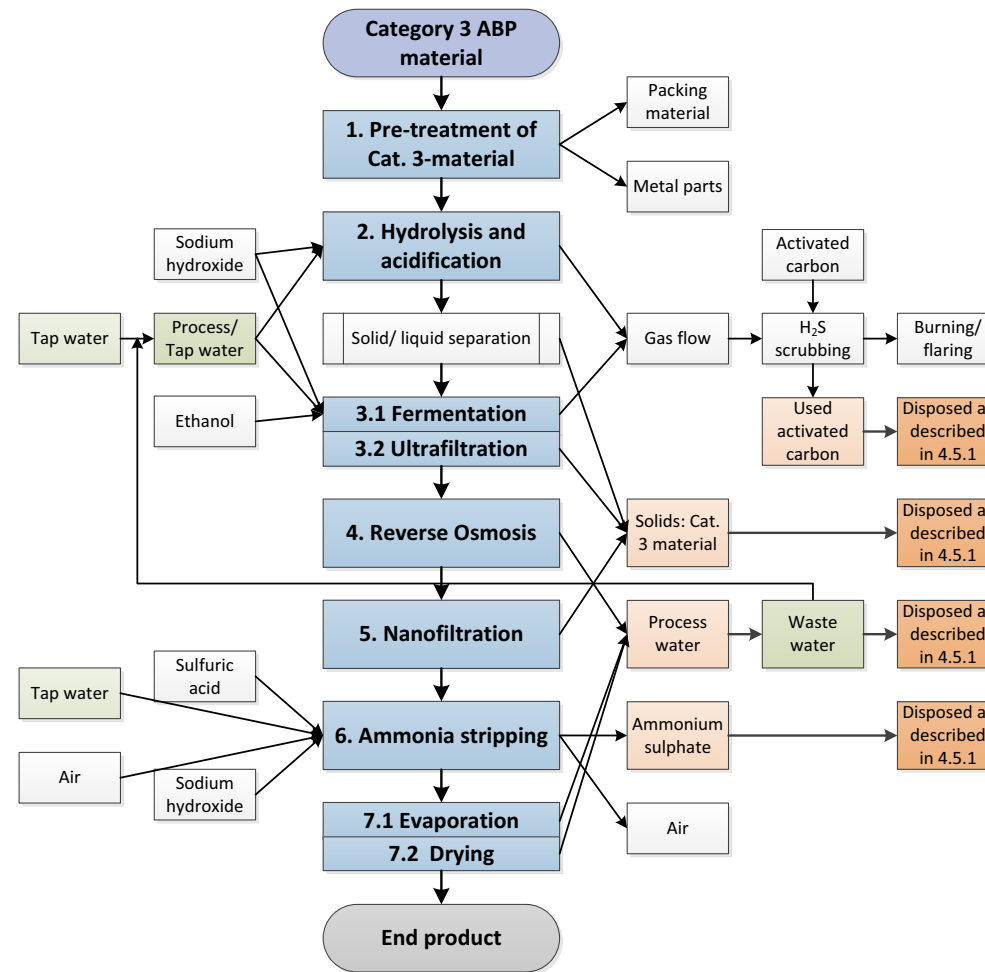 Category 3 ABP
material
1. Pre-treatment of
Cat. 3-material
Packing
material
Metal parts
2. Hydrolysis and
acidification
Sodium
hydroxide
Activated
carbon
Tap water
Process/
Tap water
Solid/ liquid separation
Gas flow
H₂S
scrubbing
Burning/
flaring
Ethanol
3.1 Fermentation
3.2 Ultrafiltration
Used
activated
carbon
Disposed a
described
in 4.5.1
4. Reverse Osmosis
Solids: Cat.
3 material
Disposed a
described
in 4.5.1
5. Nanofiltration
Process
water
Waste
water
Disposed a
described
in 4.5.1
Tap water
Sulfuric
acid
6. Ammonia stripping
Ammonium
sulphate
Disposed a
described
in 4.5.1
Air
Sodium
hydroxide
7.1 Evaporation
7.2 Drying
Air
End product